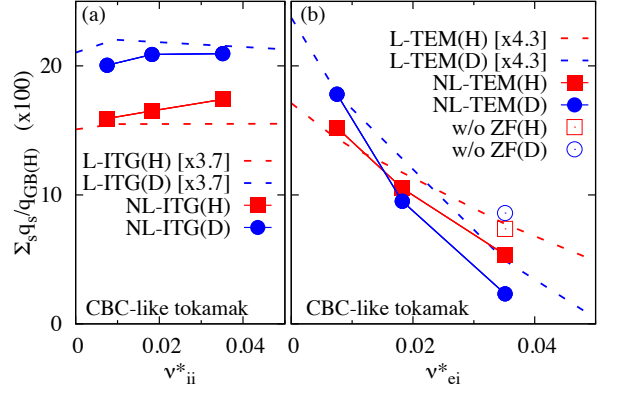 (a)
(b)
Σsqs/qGB(H) (x100)
20
10
0
L-ITG(H) [x3.7]
L-ITG(D) [x3.7]
NL-ITG(H)
NL-ITG(D)
CBC-like tokamak
0 0.02 0.04
ν*ii
L-TEM(H) [x4.3]
L-TEM(D) [x4.3]
NL-TEM(H)
NL-TEM(D)
w/o ZF(H)
w/o ZF(D)
CBC-like tokamak
0 0.02 0.04
ν*ei